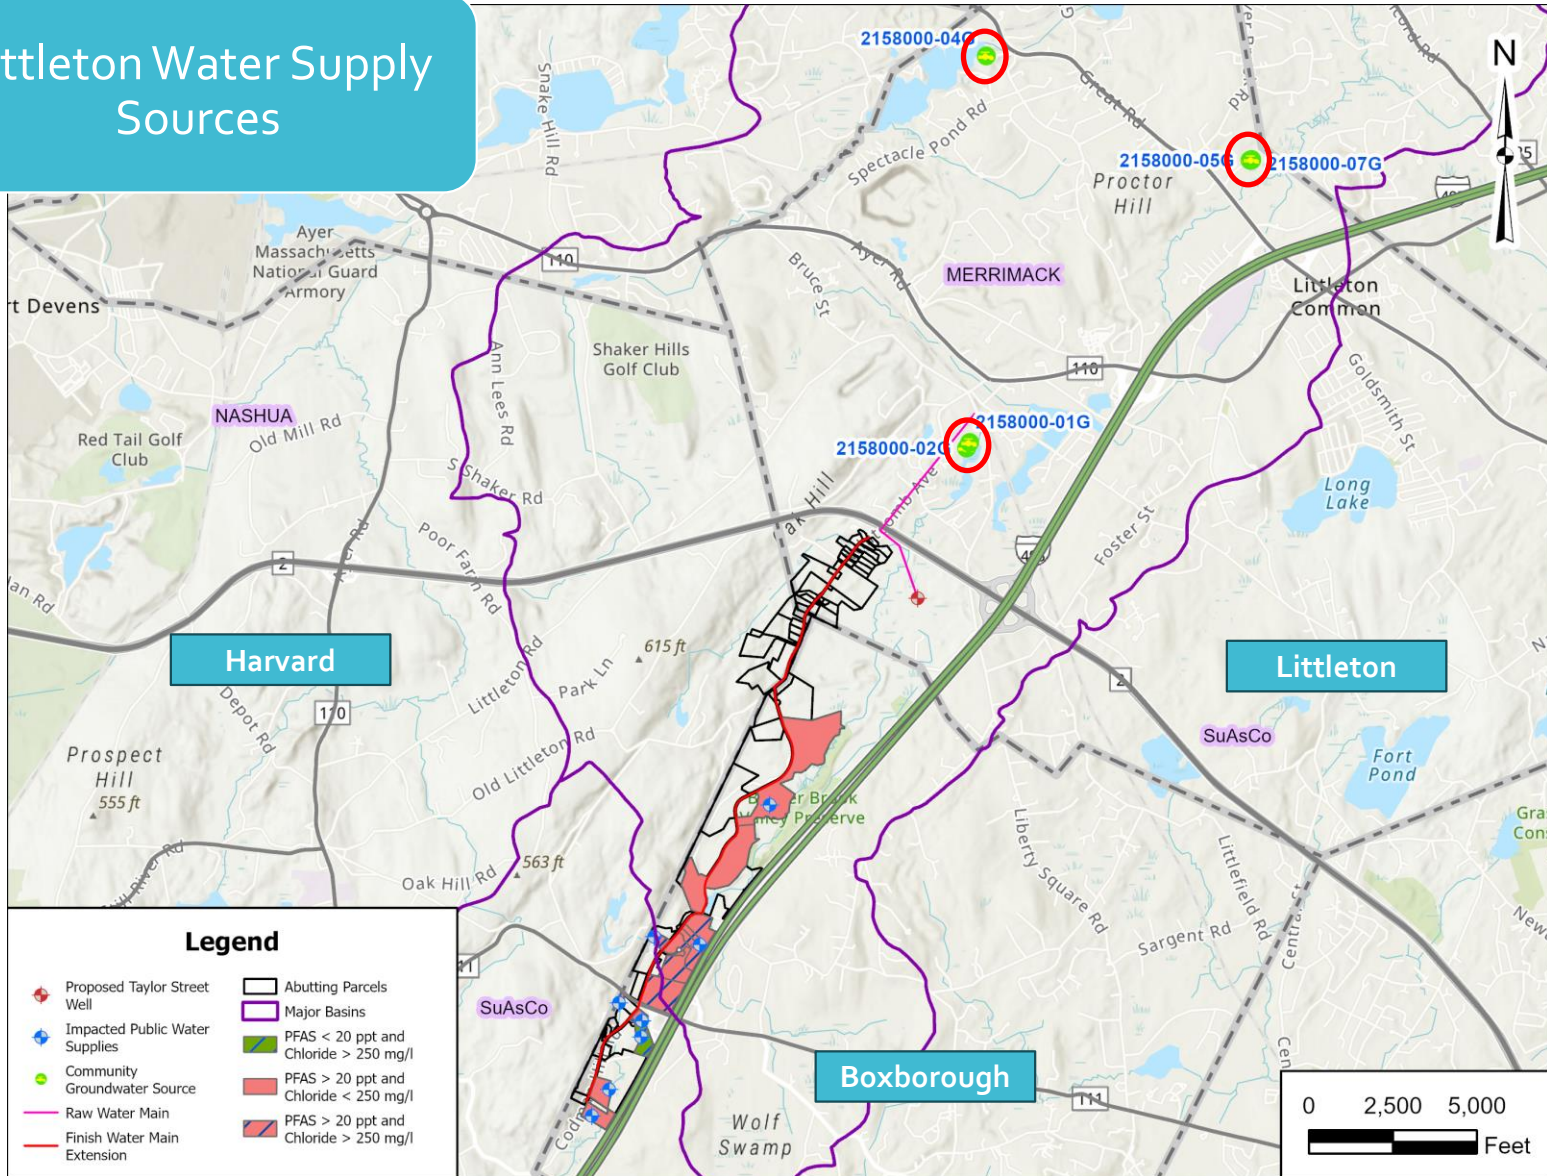 ttleton Water Supply
Sources
2158000-04G
Great Rd
Snake Hill Rd
Spectacle Pond Rd
N
2158000-05G
2158000-07G
Proctor
Hill
Ayer
Massachusetts
National Guard
Armory
110
Ayer Rd
Bruce St
MERRIMACK
rt Devens
Littleton
Common
Shaker Hills
Golf Club
Ann Lees Rd
110
Goldsmith St
NASHUA
Old Mill Rd
Red Tail Golf
Club
2158000-01G
2158000-02G
S Shaker Rd
Long
Lake
Poor Farm Rd
Ayer Rd
Foster St
2
615 ft
Harvard
Littleton Rd
Park Ln
Littleton
2
Depot Rd
110
SuAsCo
Prospect
Hill
555 ft
Old Littleton Rd
Fort
Pond
Liberty Square Rd
Littlefield Rd
563 ft
Oak Hill Rd
Central St
Sargent Rd
SuAsCo
Boxborough
111
Wolf
Swamp
Legend
Proposed Taylor Street
Well
Impacted Public Water
Supplies
Community
Groundwater Source
Raw Water Main
Finish Water Main
Extension
Abutting Parcels
Major Basins
PFAS < 20 ppt and
Chloride > 250 mg/l
PFAS > 20 ppt and
Chloride < 250 mg/l
PFAS > 20 ppt and
Chloride > 250 mg/l
0 2,500 5,000
Feet